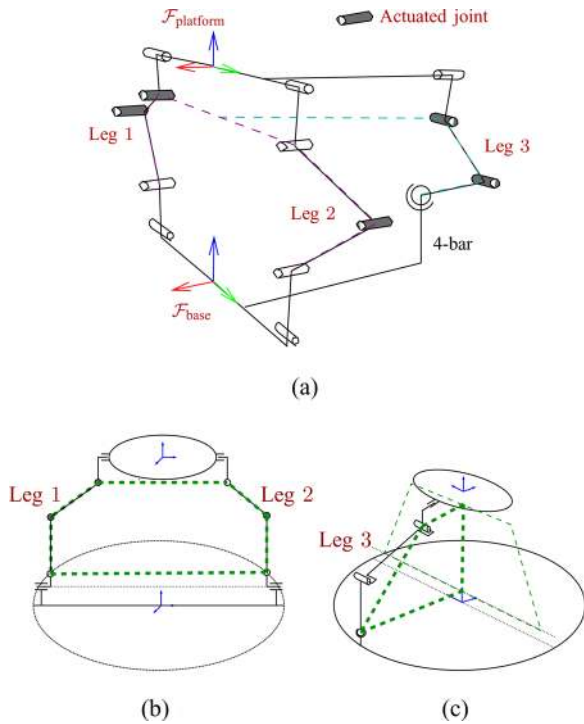 F_platform
Actuated joint
Leg 1
Leg 3
Leg 2
4-bar
F_base
(a)
Leg 1
Leg 2
Leg 3
(b)
(c)